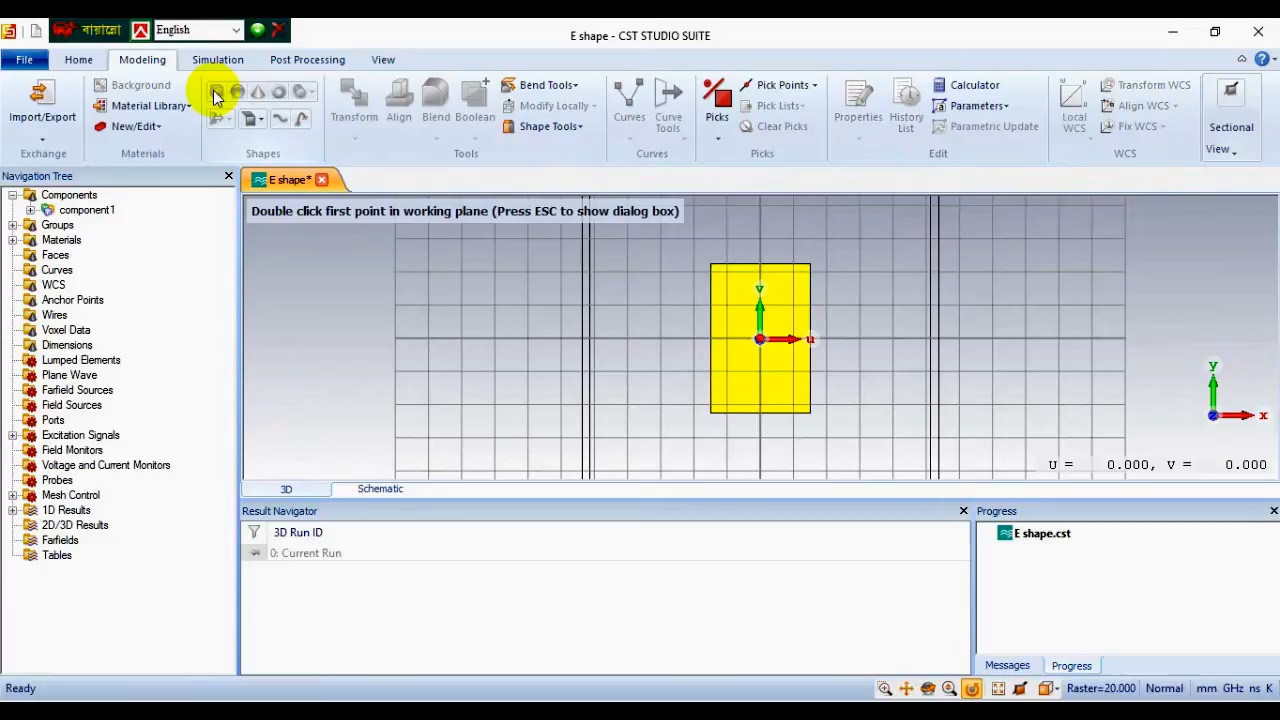 বায়ান্নো English
E shape - CST STUDIO SUITE
File Home Modeling Simulation Post Processing View
Import/Export
Exchange
Background
Material Library
New/Edit
Materials
Shapes
Transform Align Blend Boolean
Bend Tools
Modify Locally
Shape Tools
Tools
Curves Curve Tools
Curves
Picks
Pick Points
Pick Lists
Clear Picks
Picks
Properties History List
Calculator
Parameters
Parametric Update
Edit
Local WCS
Transform WCS
Align WCS
Fix WCS
WCS
Sectional View
Navigation Tree
Components
component1
Groups
Materials
Faces
Curves
WCS
Anchor Points
Wires
Voxel Data
Dimensions
Lumped Elements
Plane Wave
Farfield Sources
Field Sources
Ports
Excitation Signals
Field Monitors
Voltage and Current Monitors
Probes
Mesh Control
1D Results
2D/3D Results
Farfields
Tables
E shape*
Double click first point in working plane (Press ESC to show dialog box)
v
u
y
x
U = 0.000, V = 0.000
3D Schematic
Result Navigator
3D Run ID
0: Current Run
Progress
E shape.cst
Messages Progress
Ready
Raster=20.000 Normal mm GHz ns K